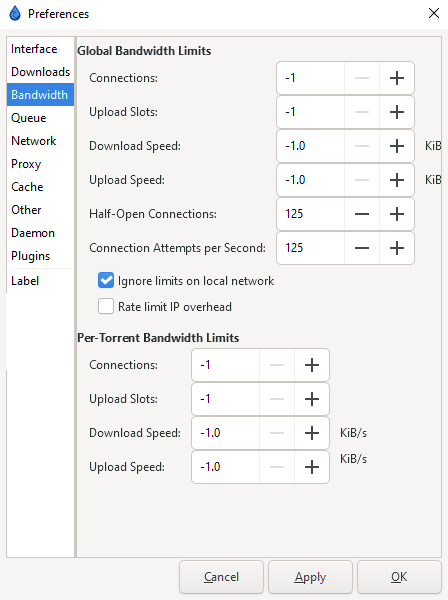 Preferences
Interface
Downloads
Bandwidth
Queue
Network
Proxy
Cache
Other
Daemon
Plugins
Label
Global Bandwidth Limits
Connections: -1
Upload Slots: -1
Download Speed: -1.0 KiB
Upload Speed: -1.0 KiB
Half-Open Connections: 125
Connection Attempts per Second: 125
Ignore limits on local network
Rate limit IP overhead
Per-Torrent Bandwidth Limits
Connections: -1
Upload Slots: -1
Download Speed: -1.0 KiB/s
Upload Speed: -1.0 KiB/s
Cancel Apply OK